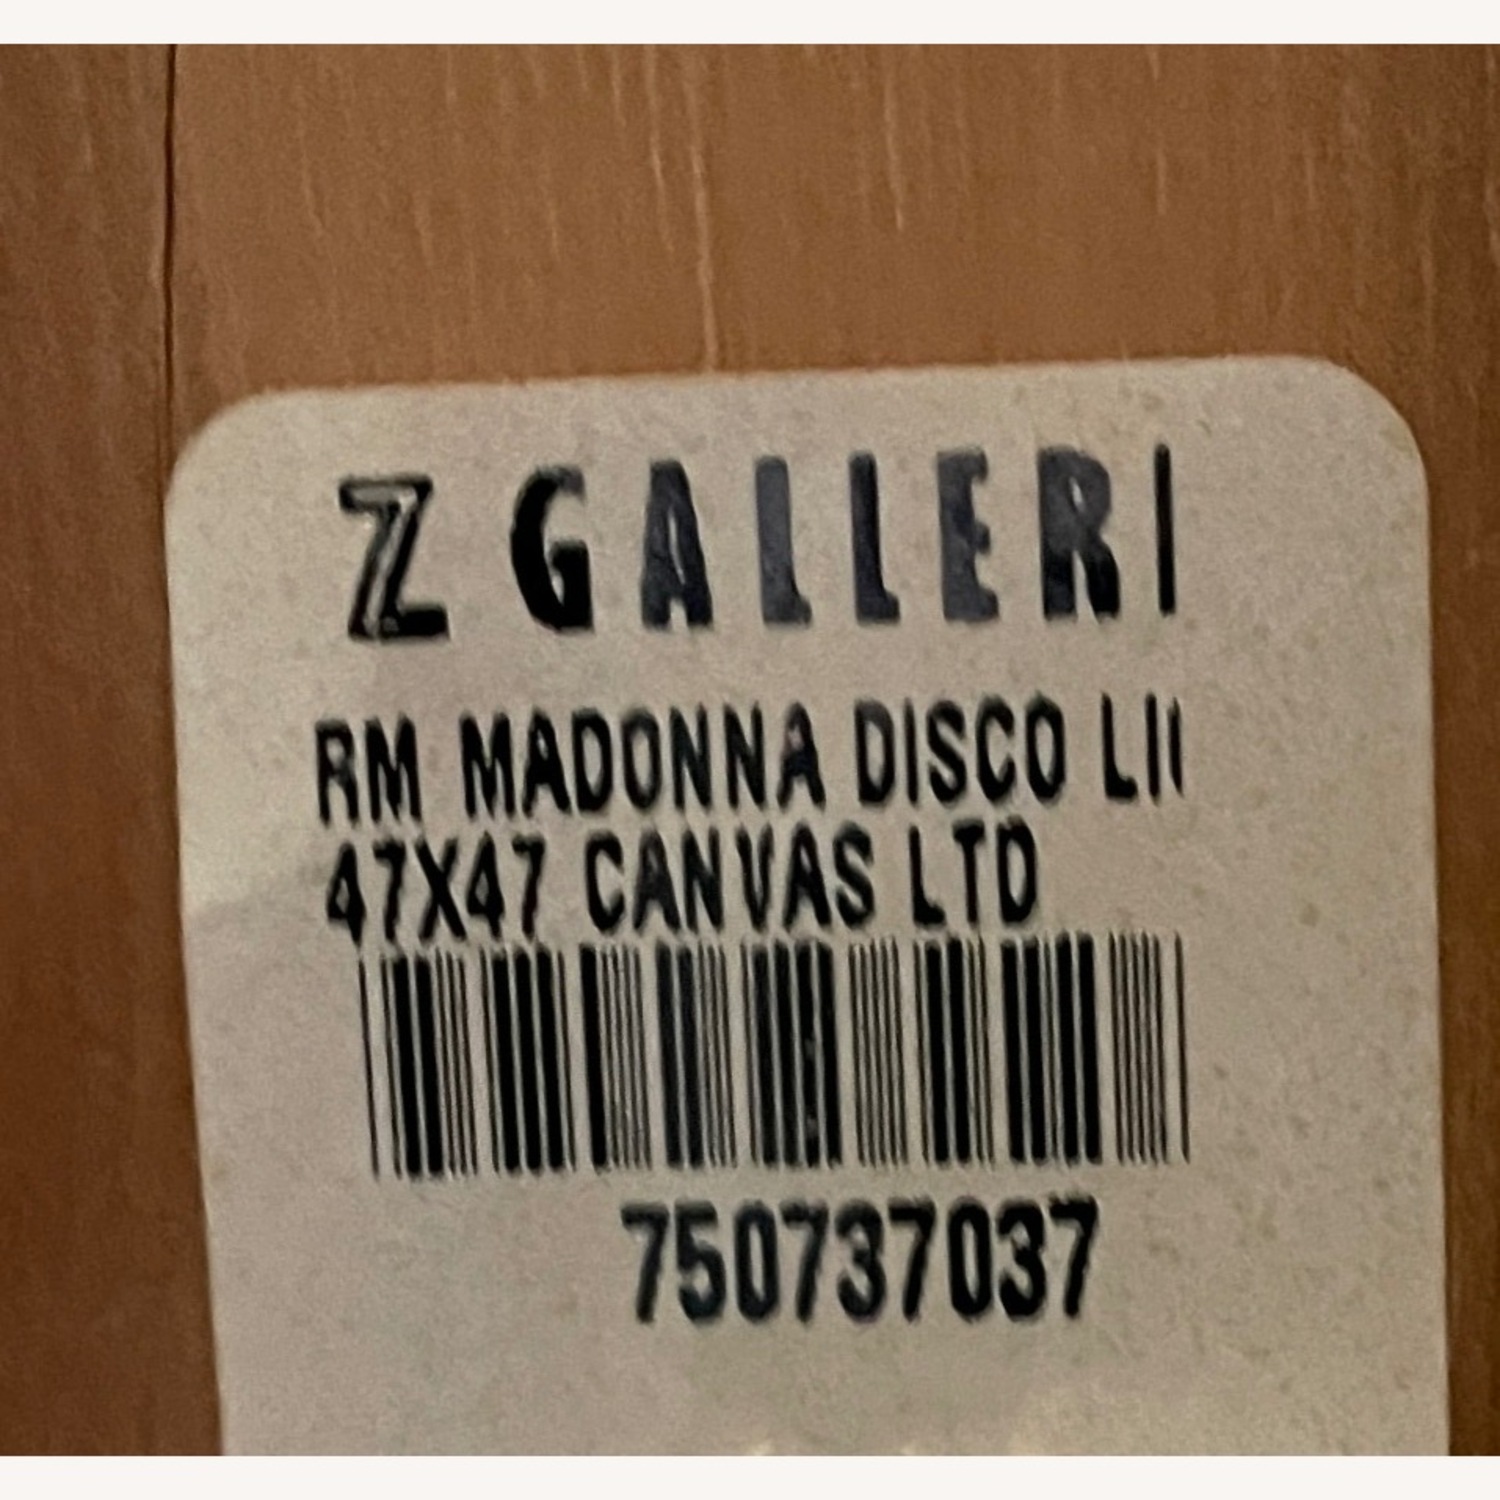 Z GALLERI
RM MADONNA DISCO
47X47 CANVAS LTD
750737037